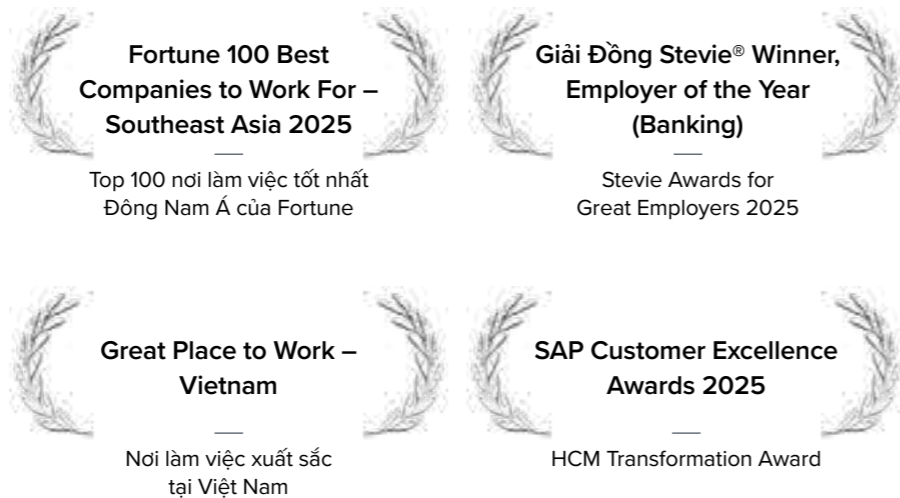 Fortune 100 Best
Companies to Work For –
Southeast Asia 2025
Top 100 nơi làm việc tốt nhất
Đông Nam Á của Fortune
Giải Đồng Stevie® Winner,
Employer of the Year
(Banking)
Stevie Awards for
Great Employers 2025
Great Place to Work –
Vietnam
Nơi làm việc xuất sắc
tại Việt Nam
SAP Customer Excellence
Awards 2025
HCM Transformation Award